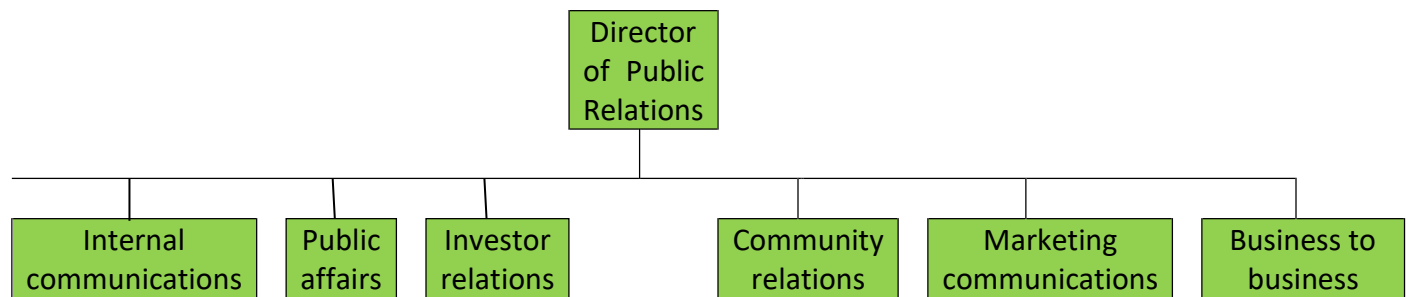 Director
of Public
Relations
Internal
communications
Public
affairs
Investor
relations
Community
relations
Marketing
communications
Business to
business